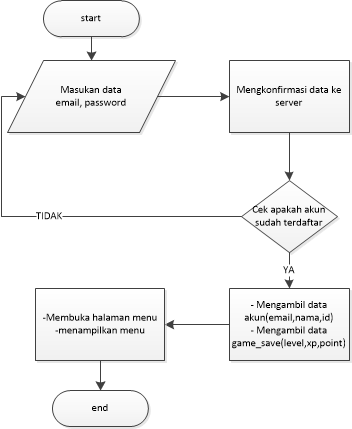 start
Masukan data
email, password
Mengkonfirmasi data ke
server
Cek apakah akun
sudah terdaftar
TIDAK
YA
- Mengambil data
akun(email,nama,id)
- Mengambil data
game_save(level,xp,point)
-Membuka halaman menu
-menampilkan menu
end